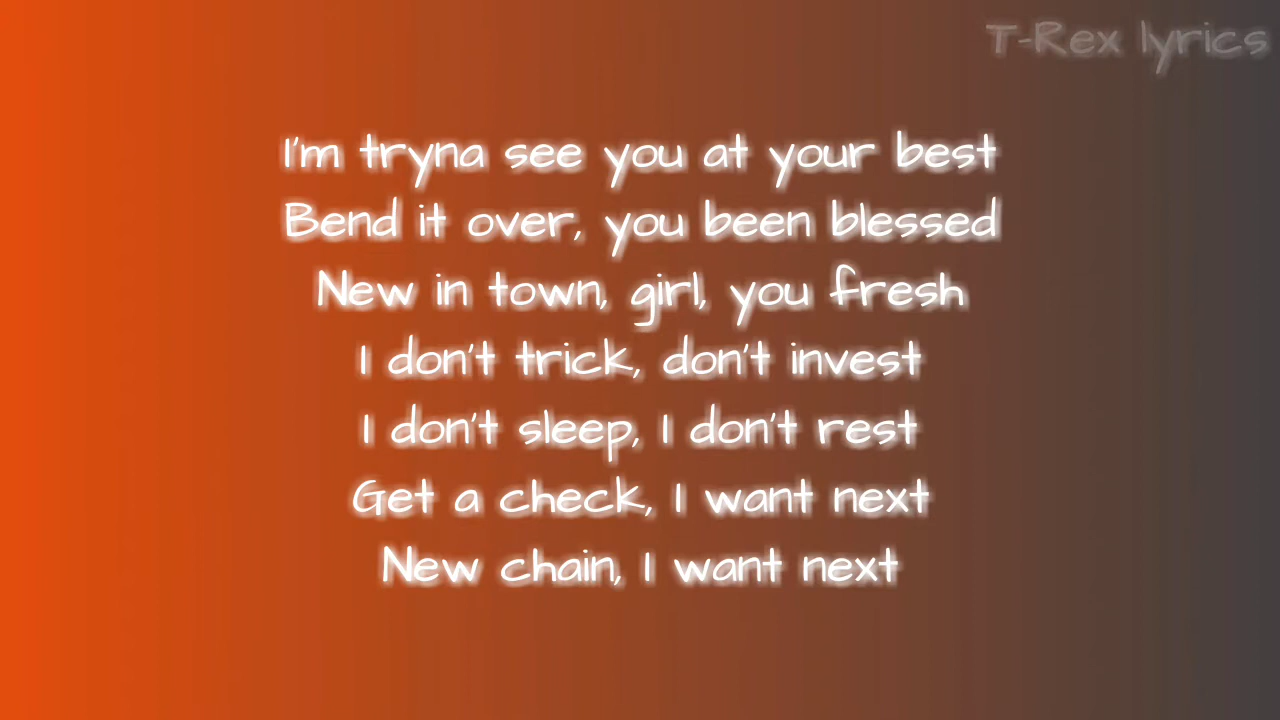 T-Rex lyrics
I'm tryna see you at your best
Bend it over, you been blessed
New in town, girl, you fresh
I don't trick, don't invest
I don't sleep, I don't rest
Get a check, I want next
New chain, I want next